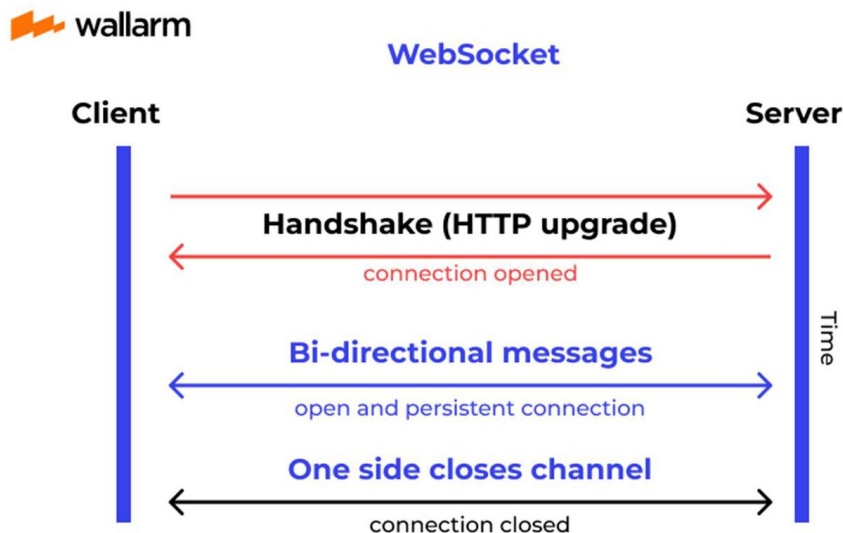 wallarm
WebSocket
Client
Server
Handshake (HTTP upgrade)
connection opened
Time
Bi-directional messages
open and persistent connection
One side closes channel
connection closed